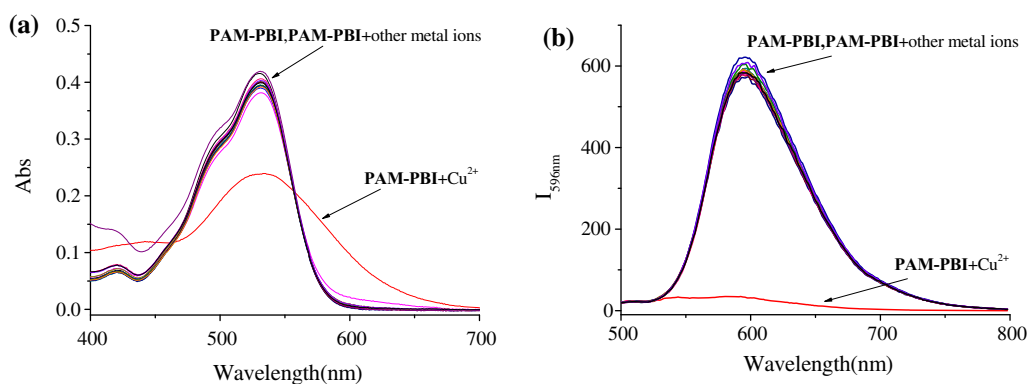 (a)
PAM-PBI,PAM-PBI+other metal ions
PAM-PBI+Cu²⁺
Abs
0.5
0.4
0.3
0.2
0.1
0.0
400
500
600
700
Wavelength(nm)
(b)
PAM-PBI,PAM-PBI+other metal ions
PAM-PBI+Cu²⁺
I₅₉₆ₙₘ
600
400
200
0
500
600
700
800
Wavelength(nm)